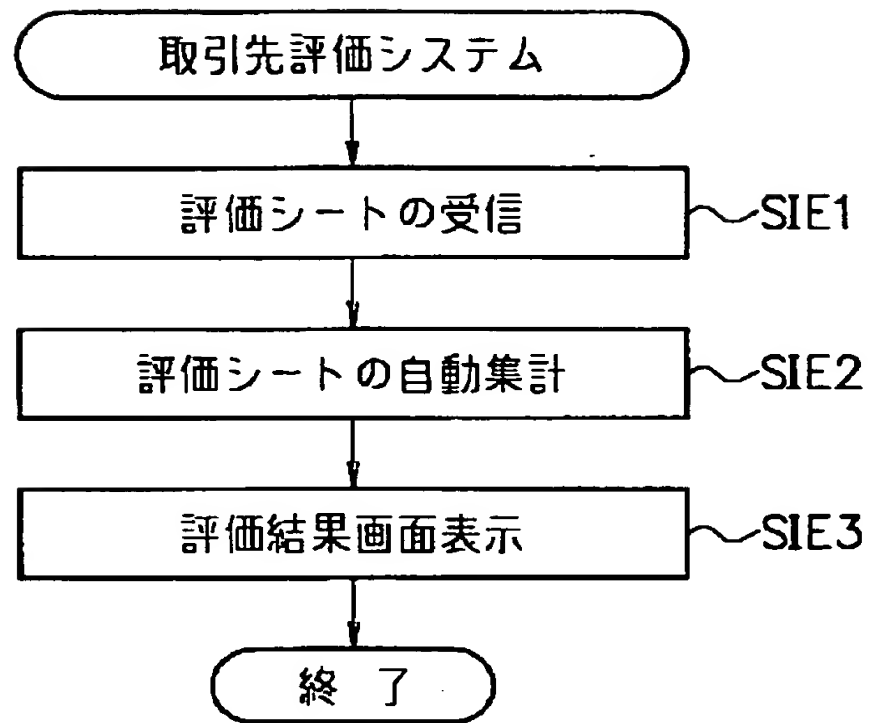 取引先評価システム
評価シートの受信
SIE1
評価シートの自動集計
SIE2
評価結果画面表示
SIE3
終 了